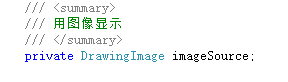 /// <summary>
/// 用图像显示
/// </summary>
private DrawingImage imageSource;